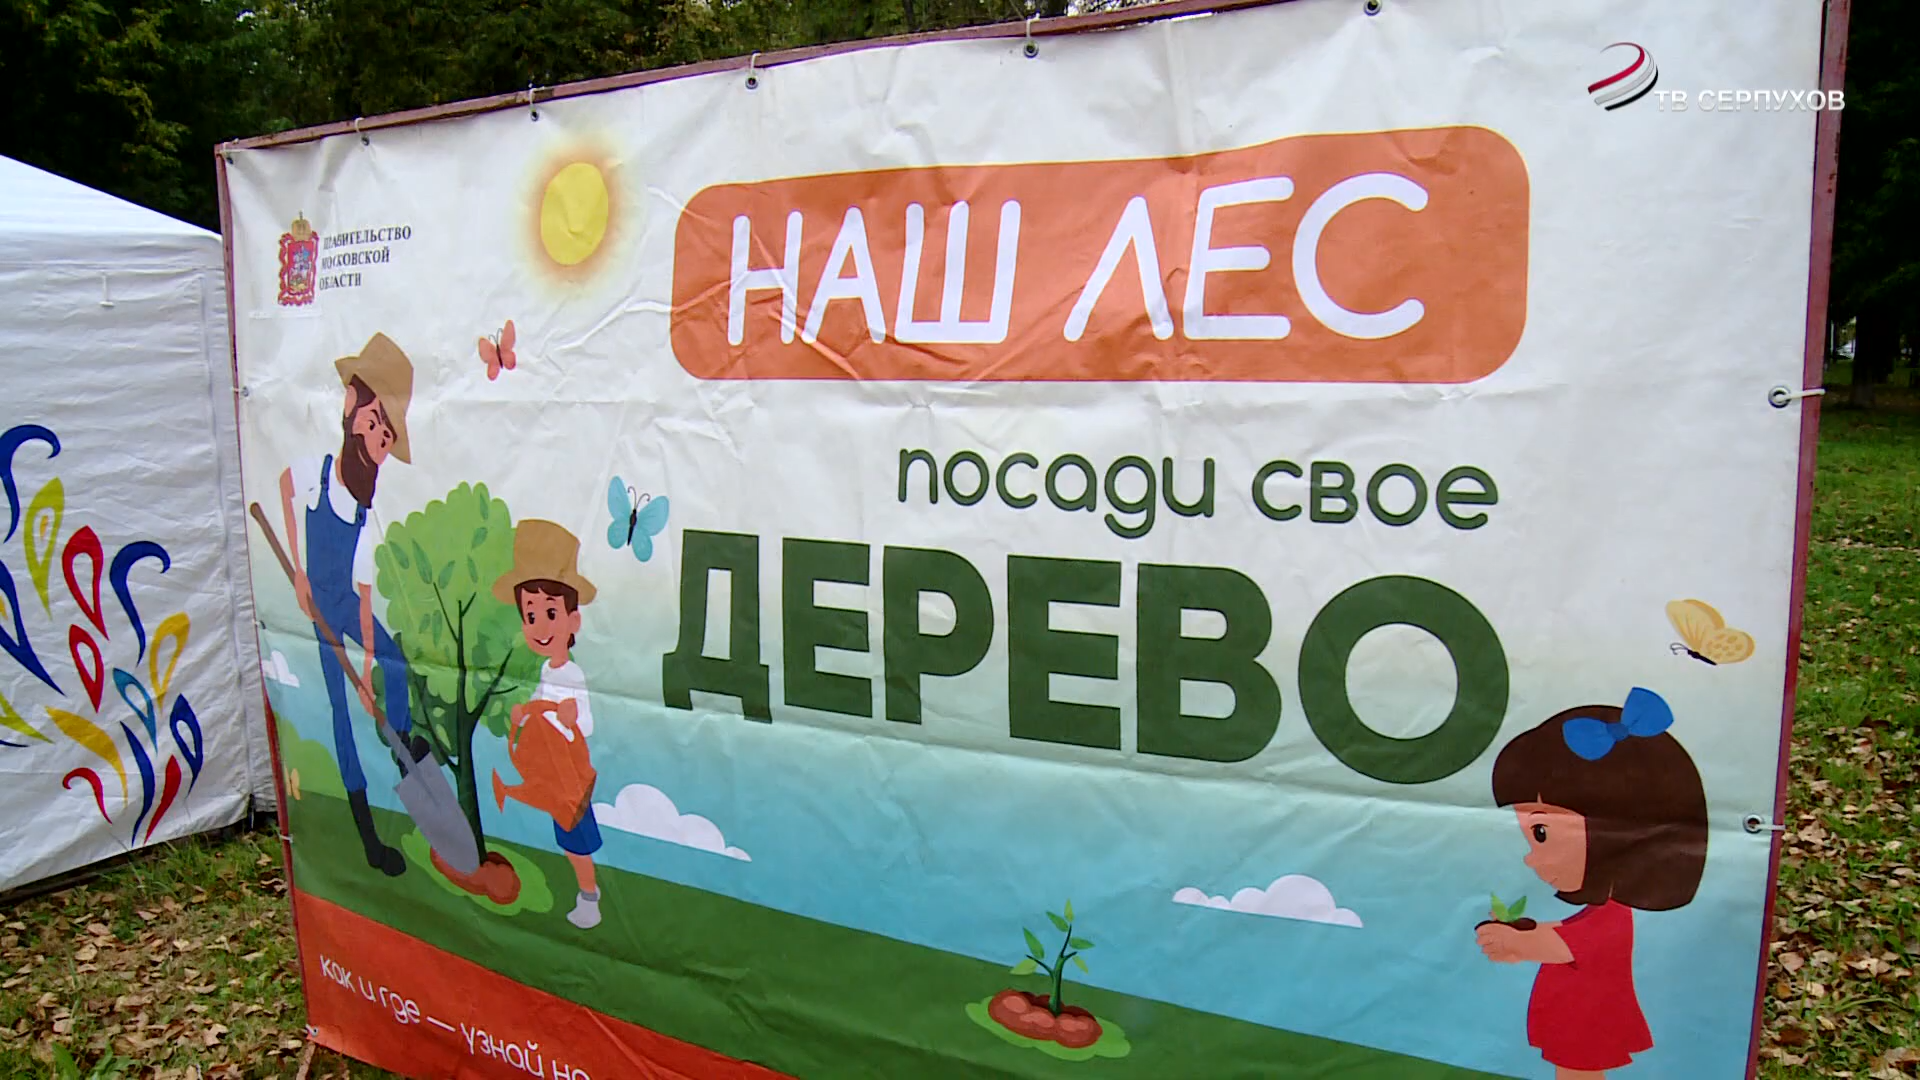 ТВ СЕРПУХОВ
ПРАВИТЕЛЬСТВО
МОСКОВСКОЙ
ОБЛАСТИ
НАШ ЛЕС
посади свое
ДЕРЕВО
как и где — узнай